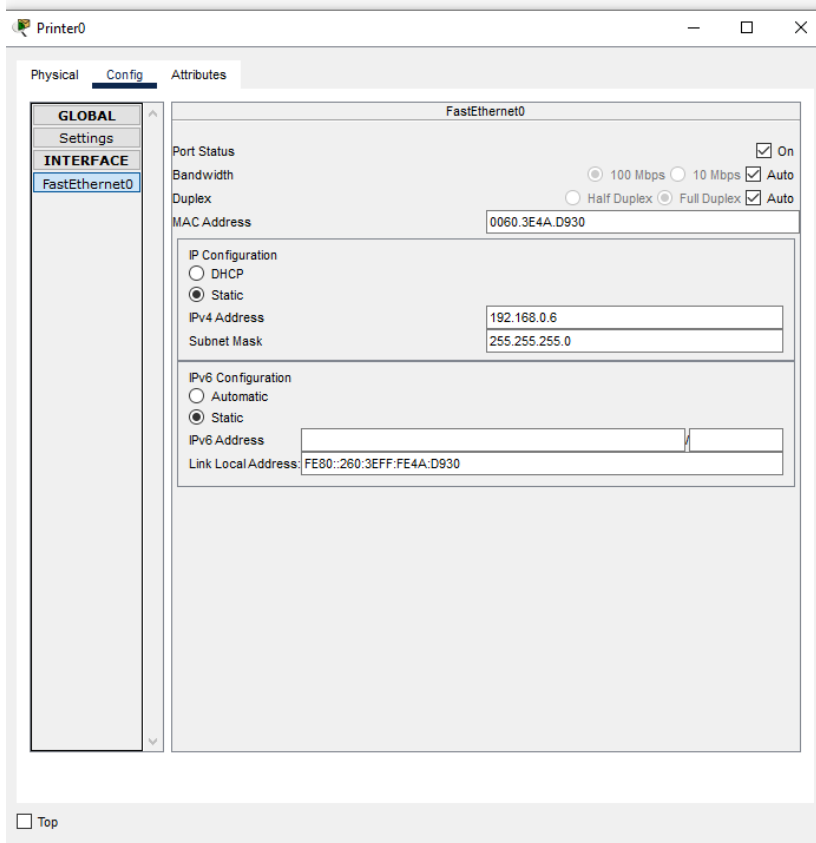 Printer0
Physical Config Attributes
GLOBAL
Settings
INTERFACE
FastEthernet0
FastEthernet0
Port Status On
Bandwidth 100 Mbps 10 Mbps Auto
Duplex Half Duplex Full Duplex Auto
MAC Address 0060.3E4A.D930
IP Configuration
DHCP
Static
IPv4 Address 192.168.0.6
Subnet Mask 255.255.255.0
IPv6 Configuration
Automatic
Static
IPv6 Address /
Link Local Address: FE80::260:3EFF:FE4A:D930
Top